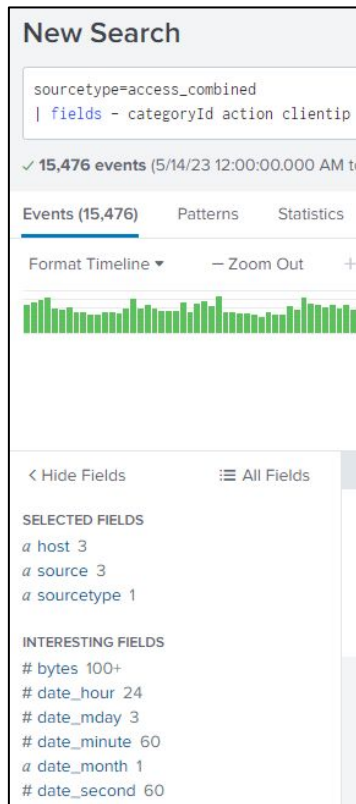 New Search
sourcetype=access_combined
| fields - categoryId action clientip
✓ 15,476 events (5/14/23 12:00:00.000 AM
Events (15,476) Patterns Statistics
Format Timeline ▾ — Zoom Out +
< Hide Fields ≔ All Fields
SELECTED FIELDS
a host 3
a source 3
a sourcetype 1
INTERESTING FIELDS
# bytes 100+
# date_hour 24
# date_mday 3
# date_minute 60
a date_month 1
# date_second 60